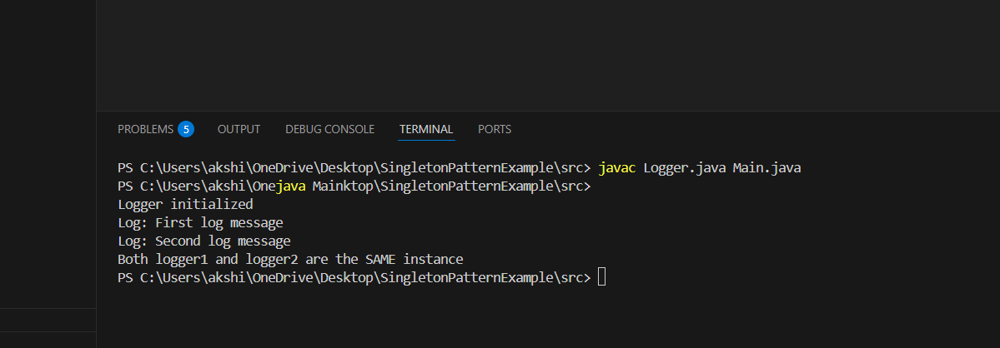 PROBLEMS 5 OUTPUT DEBUG CONSOLE TERMINAL PORTS
PS C:\Users\akshi\OneDrive\Desktop\SingletonPatternExample\src> javac Logger.java Main.java
PS C:\Users\akshi\Onejava Mainktop\SingletonPatternExample\src>
Logger initialized
Log: First log message
Log: Second log message
Both logger1 and logger2 are the SAME instance
PS C:\Users\akshi\OneDrive\Desktop\SingletonPatternExample\src>